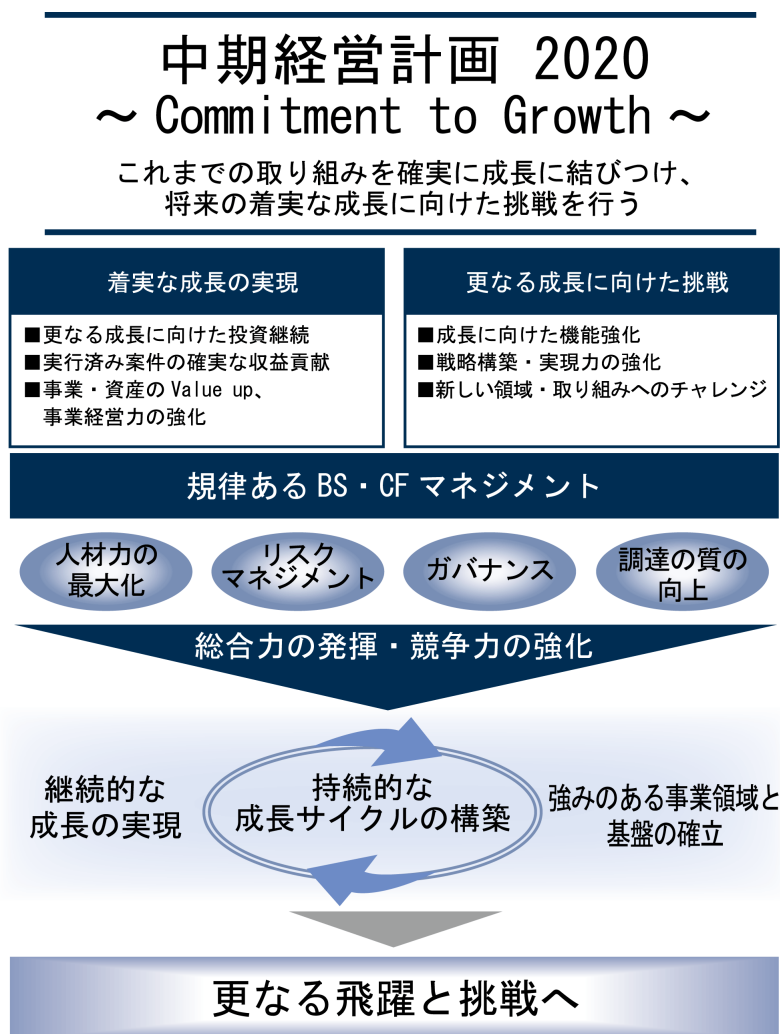 中期経営計画 2020
～ Commitment to Growth ～
これまでの取り組みを確実に成長に結びつけ、
将来の着実な成長に向けた挑戦を行う
着実な成長の実現
■更なる成長に向けた投資継続
■実行済み案件の確実な収益貢献
■事業・資産の Value up、
事業経営力の強化
更なる成長に向けた挑戦
■成長に向けた機能強化
■戦略構築・実現力の強化
■新しい領域・取り組みへのチャレンジ
規律ある BS・CF マネジメント
人材力の
最大化
リスク
マネジメント
ガバナンス
調達の質の
向上
総合力の発揮・競争力の強化
継続的な
成長の実現
持続的な
成長サイクルの構築
強みのある事業領域と
基盤の確立
更なる飛躍と挑戦へ